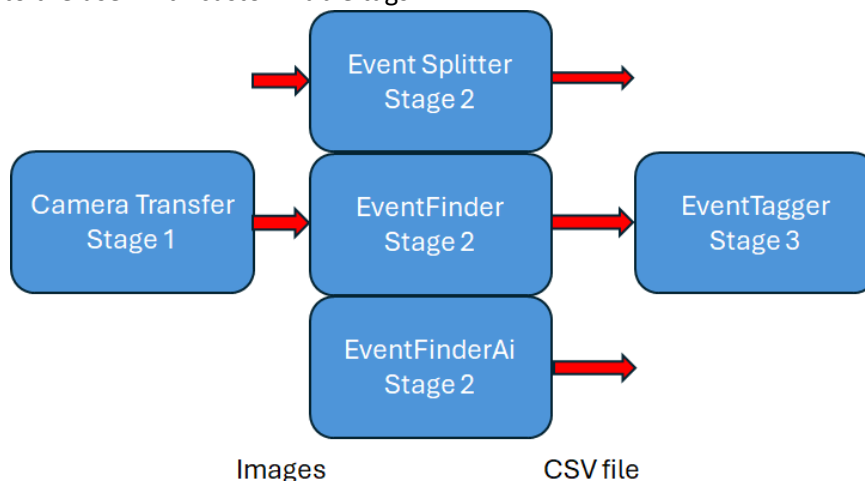 Event Splitter
Stage 2
Camera Transfer
Stage 1
EventFinder
Stage 2
EventTagger
Stage 3
EventFinderAi
Stage 2
Images
CSV file